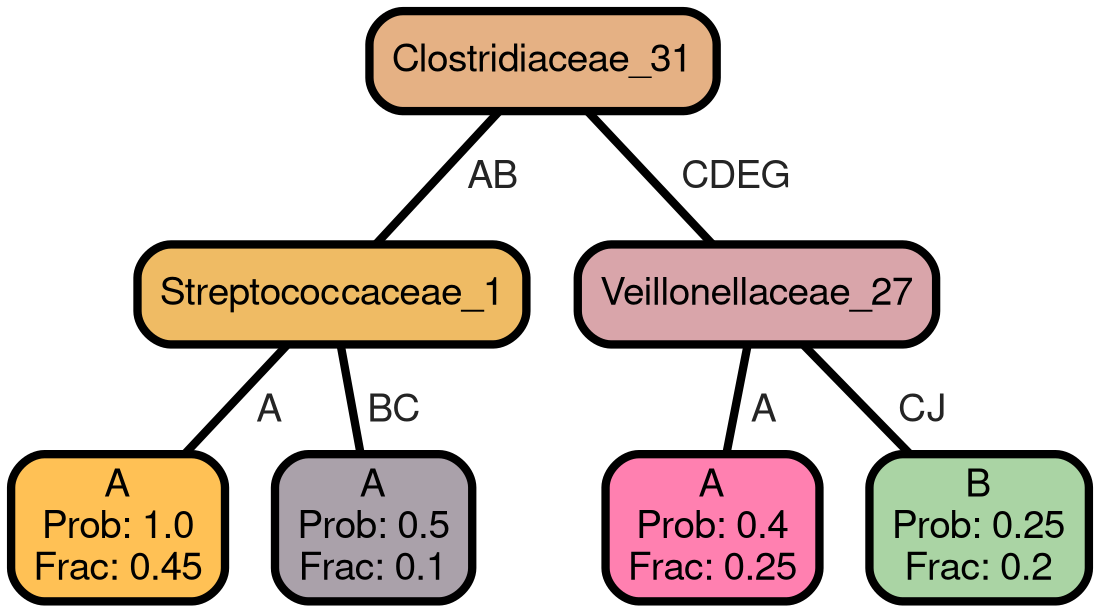 Clostridiaceae_31
AB
CDEG
Streptococcaceae_1
Veillonellaceae_27
A
BC
A
CJ
A
Prob: 1.0
Frac: 0.45
A
Prob: 0.5
Frac: 0.1
A
Prob: 0.4
Frac: 0.25
B
Prob: 0.25
Frac: 0.2